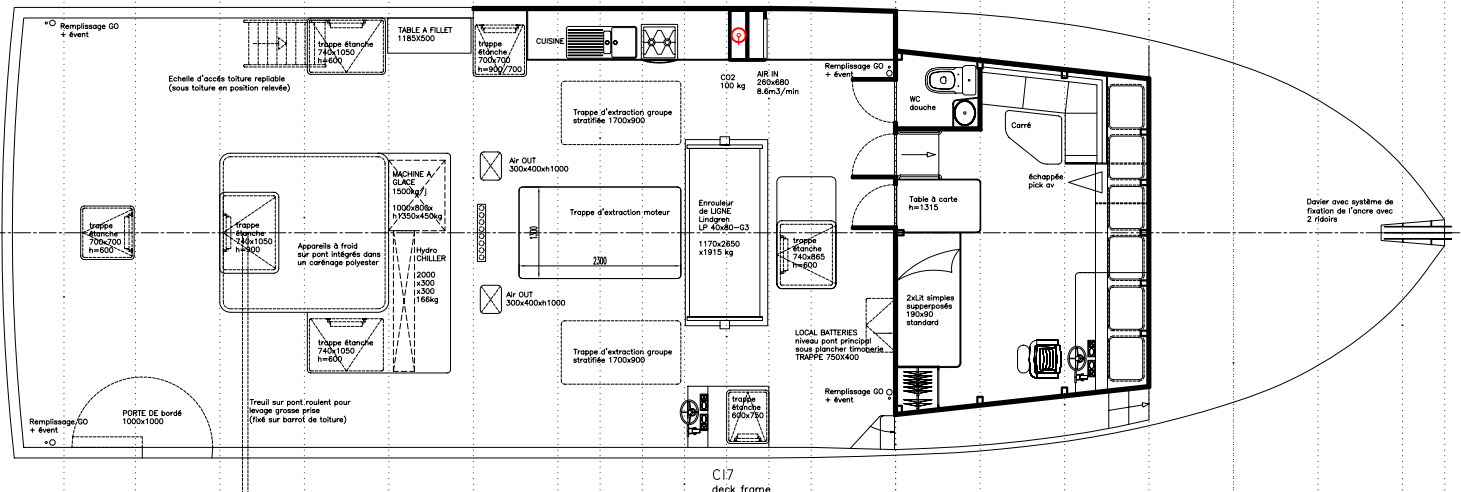 Remplissage GO
+ évent
trappe étanche
740x1050
h=600
TABLE A FILLET
1185X500
trappe
étanche
700x700
h=900/700
CUISINE
Echelle d'accés toiture repliable
(sous toiture en position relevée)
CO2
100 kg
AIR IN
260x680
8.6m3/min
Remplissage GO
+ évent
WC
douche
Carré
échappée
pick av
Trappe d'extraction groupe
stratifiée 1700x900
Air OUT
300x400xh1000
MACHINE A
GLACE
1500kg/j
1000x800x
h1350x450kg
trappe
étanche
700x700
h=600
trappe
étanche
740x1050
h=900
Appareils à froid
sur pont intégrés dans
un carénage polyester
Hydro
CHILLER
2000
x300
x300
166kg
Trappe d'extraction moteur
1300
2300
Enrouleur
de LIGNE
Lindgren
LP 40x80-G3
1170x2650
x1915 kg
trappe
étanche
740x865
h=600
Table à carte
h=1315
Davier avec système de
fixation de l'ancre avec
2 ridoirs
Air OUT
300x400xh1000
2xLit simples
supperposés
190x90
standard
trappe étanche
740x1050
h=600
Trappe d'extraction groupe
stratifiée 1700x900
LOCAL BATTERIES
niveau pont principal
sous plancher timonerie
TRAPPE 750X400
Remplissage GO
+ évent
PORTE DE bordé
1000x1000
Treuil sur pont roulent pour
levage grosse prise
(fixé sur barrot de toiture)
trappe
étanche
600x750
Remplissage GO
+ évent
C17
deck frame